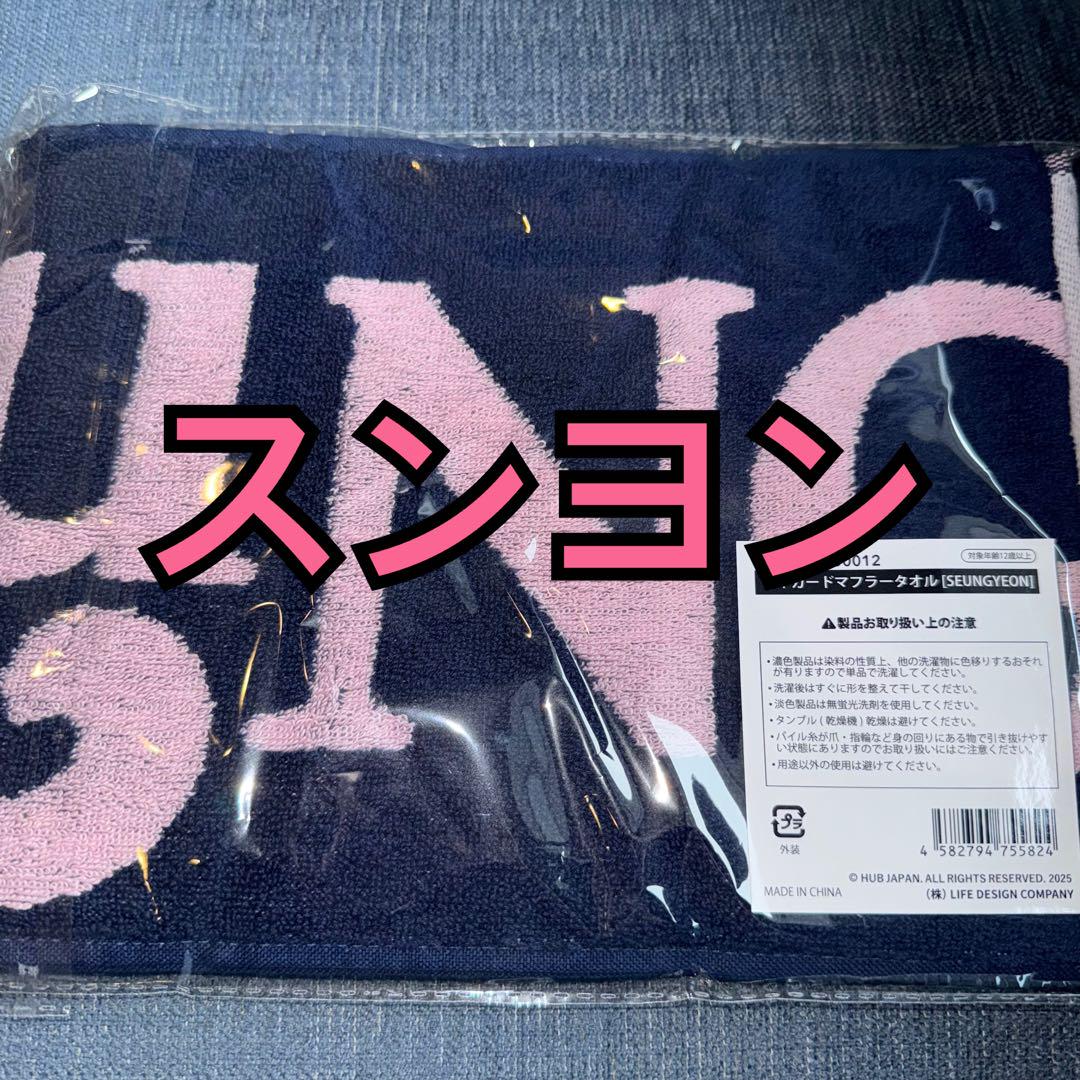 UNG
スンヨン
0012
対象年齢12歳以上
カードマフラータオル [SEUNGYEON]
⚠製品お取り扱い上の注意
・濃色製品は染料の性質上、他の洗濯物に色移りするおそれ
が有りますので単品で洗濯してください。
・洗濯後はすぐに形を整えて干してください。
・淡色製品は無蛍光洗剤を使用してください。
・タンブル ( 乾燥機 ) 乾燥は避けてください。
・パイル糸が爪・指輪など身の回りにある物で引き抜けやす
い状態にありますのでお取り扱いにはご注意ください。
・用途以外の使用は避けてください。
プラ
外装
4 582794 755824
© HUB JAPAN. ALL RIGHTS RESERVED. 2025
MADE IN CHINA
（株）LIFE DESIGN COMPANY